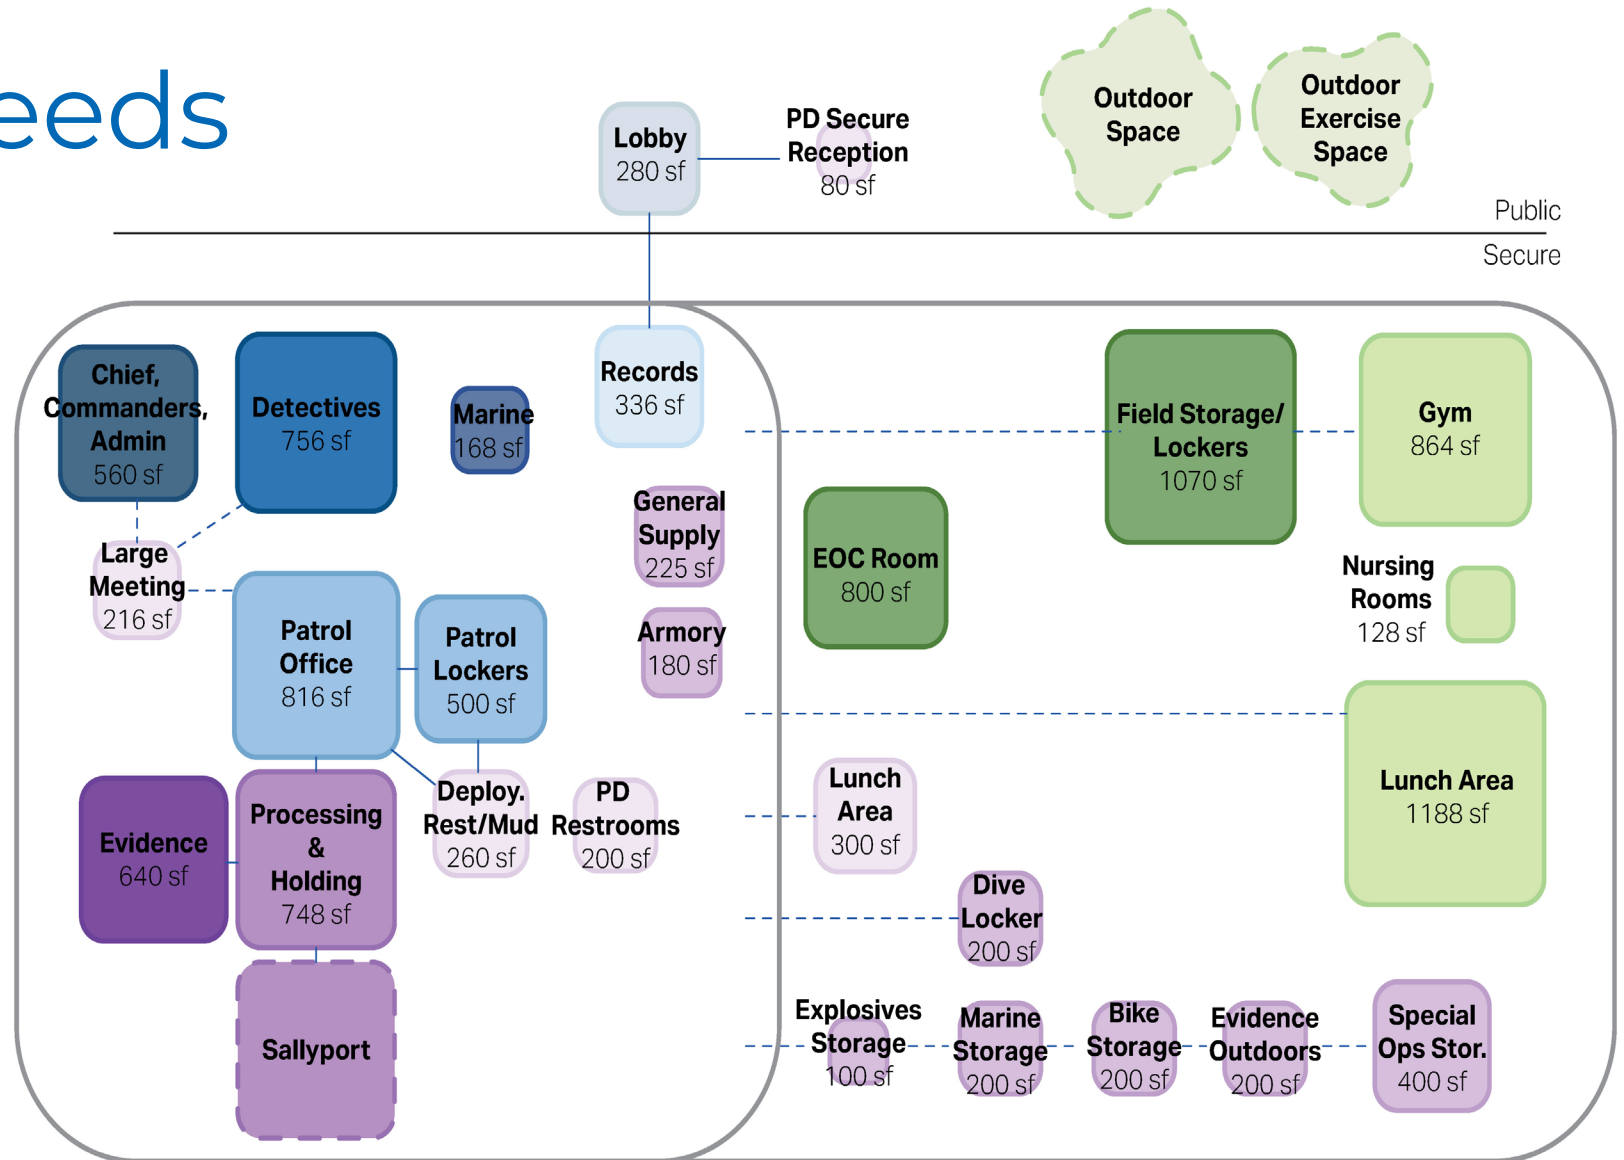 eeds
Lobby
280 sf
PD Secure
Reception
80 sf
Outdoor
Space
Outdoor
Exercise
Space
Public
Secure
Chief,
Commanders,
Admin
560 sf
Detectives
756 sf
Marine
168 sf
Records
336 sf
Field Storage/
Lockers
1070 sf
Gym
864 sf
Large
Meeting
216 sf
General
Supply
225 sf
EOC Room
800 sf
Nursing
Rooms
128 sf
Patrol
Office
816 sf
Patrol
Lockers
500 sf
Armory
180 sf
Evidence
640 sf
Processing
&
Holding
748 sf
Deploy.
Rest/Mud
260 sf
PD
Restrooms
200 sf
Lunch
Area
300 sf
Lunch Area
1188 sf
Dive
Locker
200 sf
Sallyport
Explosives
Storage
100 sf
Marine
Storage
200 sf
Bike
Storage
200 sf
Evidence
Outdoors
200 sf
Special
Ops Stor.
400 sf